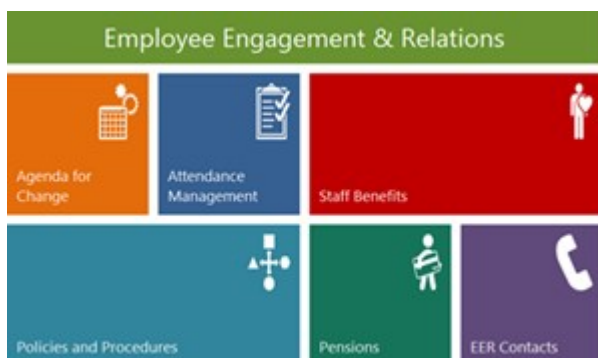 Employee Engagement & Relations
Agenda for
Change
Attendance
Management
Staff Benefits
Policies and Procedures
Pensions
EER Contacts